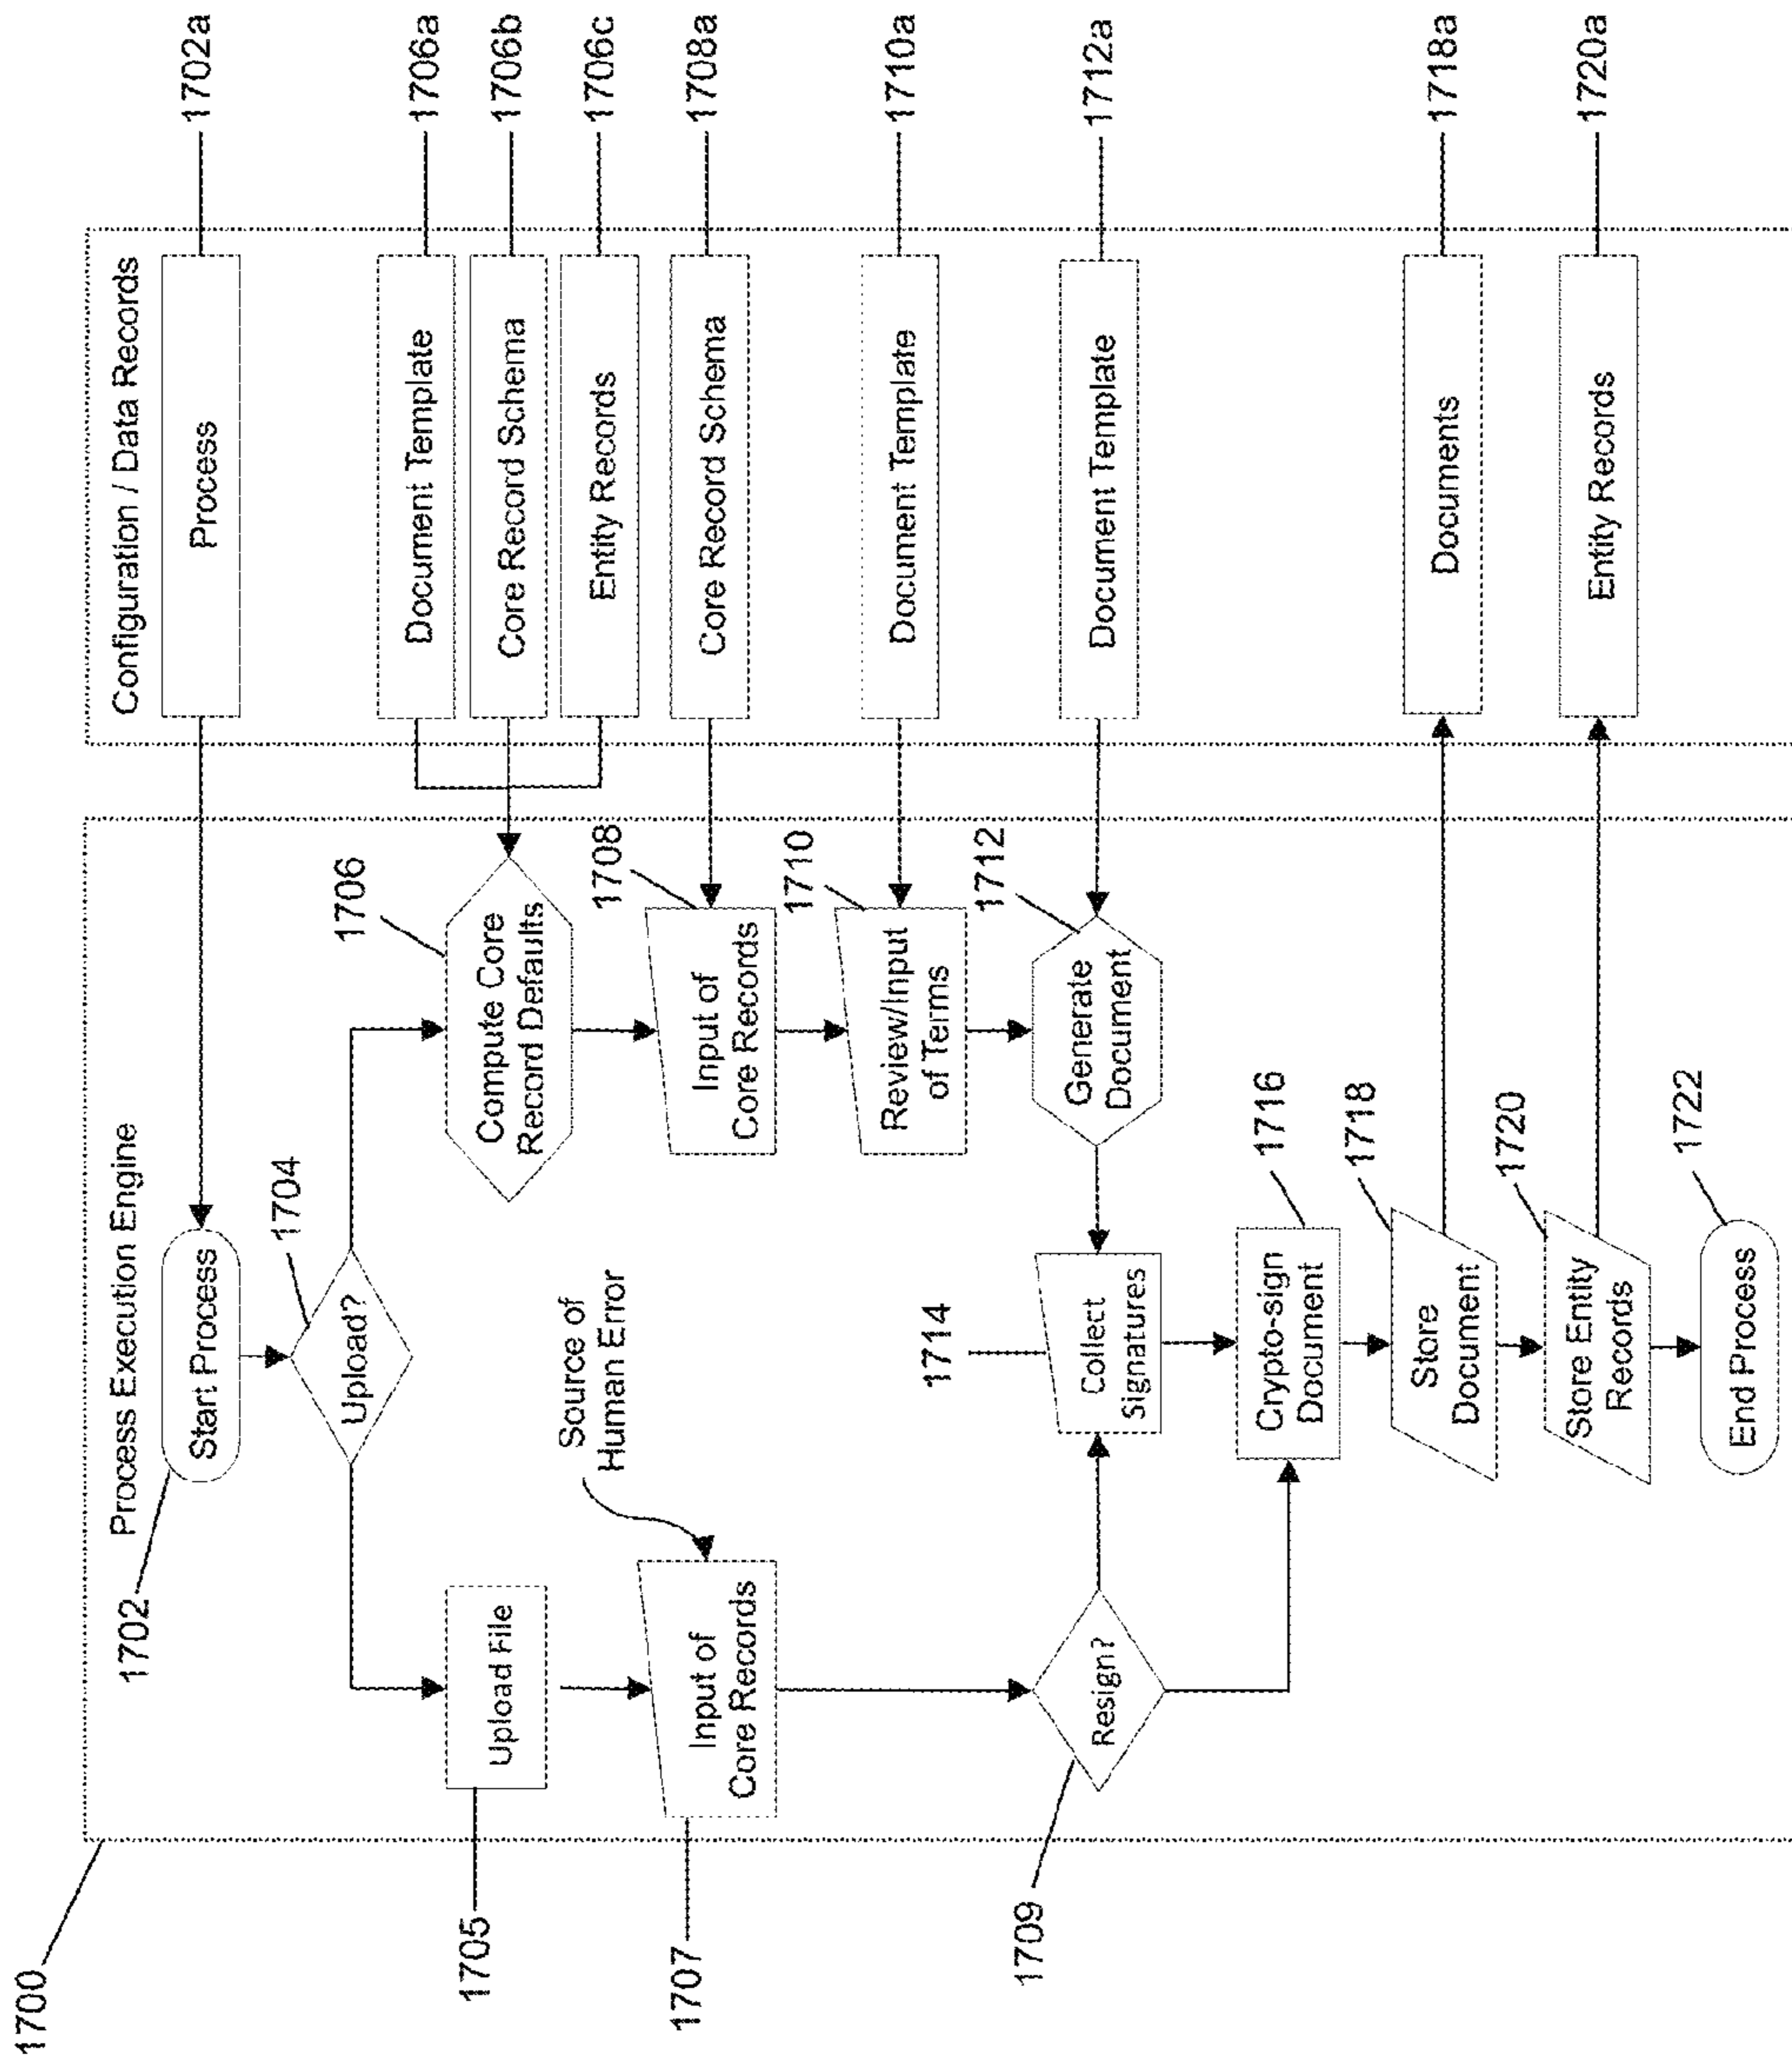 1700
Process Execution Engine
Configuration / Data Records
1702
Start Process
Process
1702a
1704
Upload?
1705
Upload File
1706
Compute Core
Record Defaults
Document Template
1706a
Core Record Schema
1706b
Entity Records
1706c
Source of
Human Error
1707
Input of
Core Records
1708
Input of
Core Records
Core Record Schema
1708a
1710
Review/Input
of Terms
Document Template
1710a
1709
Resign?
1714
Collect
Signatures
1712
Generate
Document
Document Template
1712a
1716
Crypto-sign
Document
1718
Store
Document
Documents
1718a
1720
Store Entity
Records
Entity Records
1720a
1722
End Process